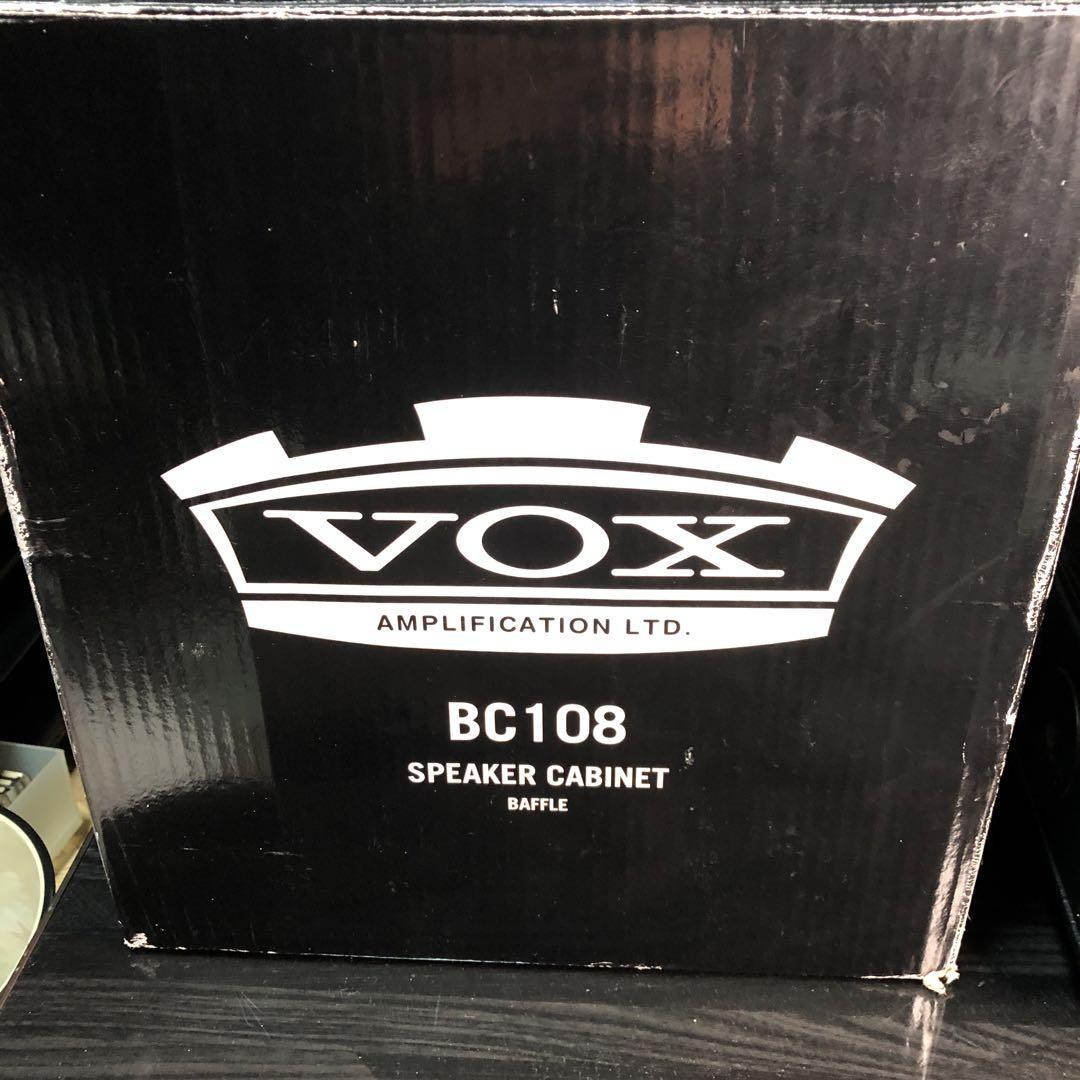 VOX
AMPLIFICATION LTD.
BC108
SPEAKER CABINET
BAFFLE